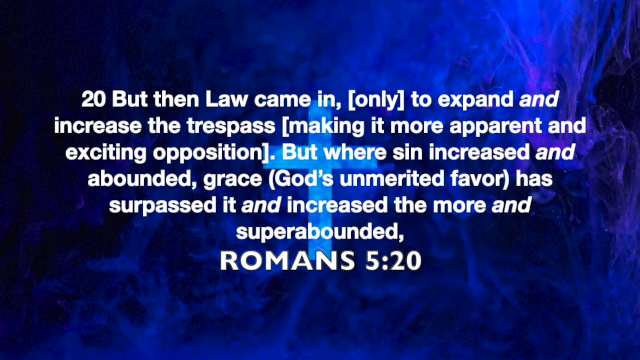 20 But then Law came in, [only] to expand and
increase the trespass [making it more apparent and
exciting opposition]. But where sin increased and
abounded, grace (God’s unmerited favor) has
surpassed it and increased the more and
superabounded,
ROMANS 5:20